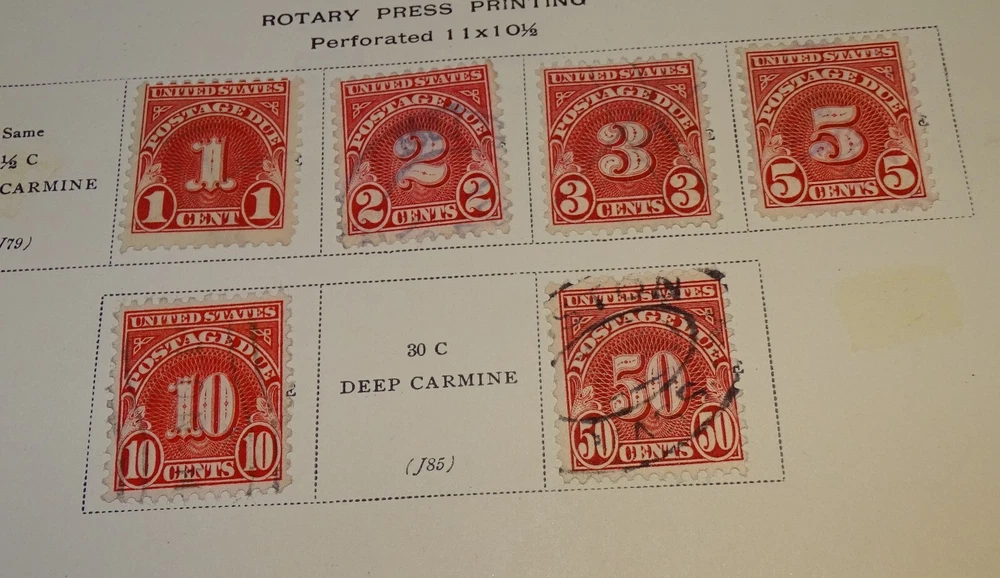 ROTARY PRESS PRINTING
Perforated 11x10½
Same
½ C
CARMINE
J79)
UNITED STATES
POSTAGE DUE
1
1 CENT 1
UNITED STATES
POSTAGE DUE
2
2 CENTS 2
UNITED STATES
POSTAGE DUE
3
3 CENTS 3
UNITED STATES
POSTAGE DUE
5
5 CENTS 5
UNITED STATES
POSTAGE DUE
10
10 CENTS 10
30 C
DEEP CARMINE
(J85)
UNITED STATES
POSTAGE DUE
50
50 CENTS 50